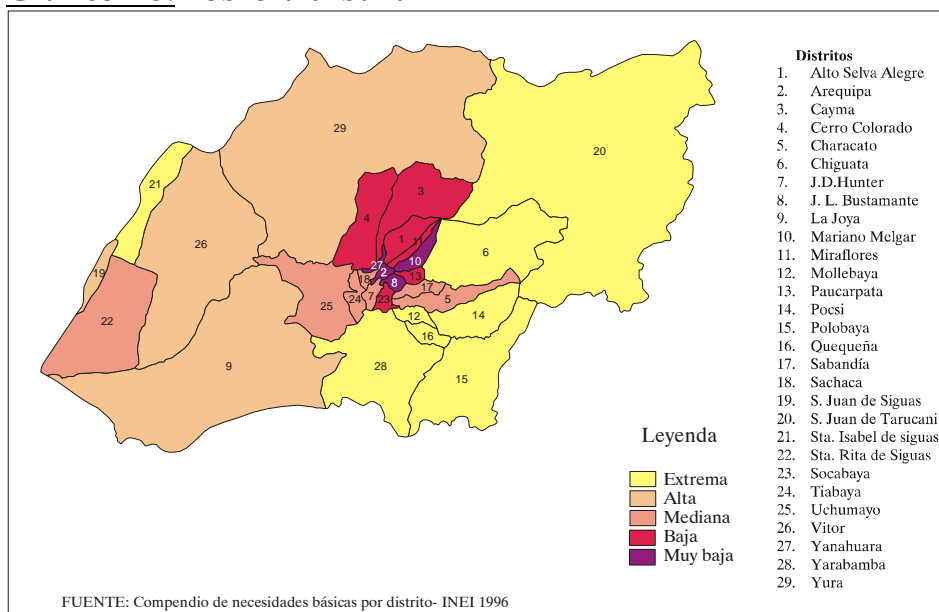 Distritos
1. Alto Selva Alegre
2. Arequipa
3. Cayma
4. Cerro Colorado
5. Characato
6. Chiguata
7. J.D.Hunter
8. J. L. Bustamante
9. La Joya
10. Mariano Melgar
11. Miraflores
12. Mollebaya
13. Paucarpata
14. Pocsi
15. Polobaya
16. Quequeña
17. Sabandía
18. Sachaca
19. S. Juan de Siguas
20. S. Juan de Tarucani
21. Sta. Isabel de siguas
22. Sta. Rita de Siguas
23. Socabaya
24. Tiabaya
25. Uchumayo
26. Vitor
27. Yanahuara
28. Yarabamba
29. Yura
29
20
21
3
4
26
1
11
6
27
10
2
19
18
13
8
17
22
25
24
7
23
5
12
14
16
9
28
15
Leyenda
Extrema
Alta
Mediana
Baja
Muy baja
FUENTE: Compendio de necesidades básicas por distrito- INEI 1996